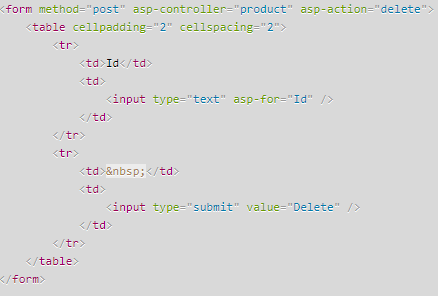 <form method="post" asp-controller="product" asp-action="delete">
    <table cellpadding="2" cellspacing="2">
        <tr>
            <td>Id</td>
            <td>
                <input type="text" asp-for="Id" />
            </td>
        </tr>
        <tr>
            <td>&nbsp;</td>
            <td>
                <input type="submit" value="Delete" />
            </td>
        </tr>
    </table>
</form>